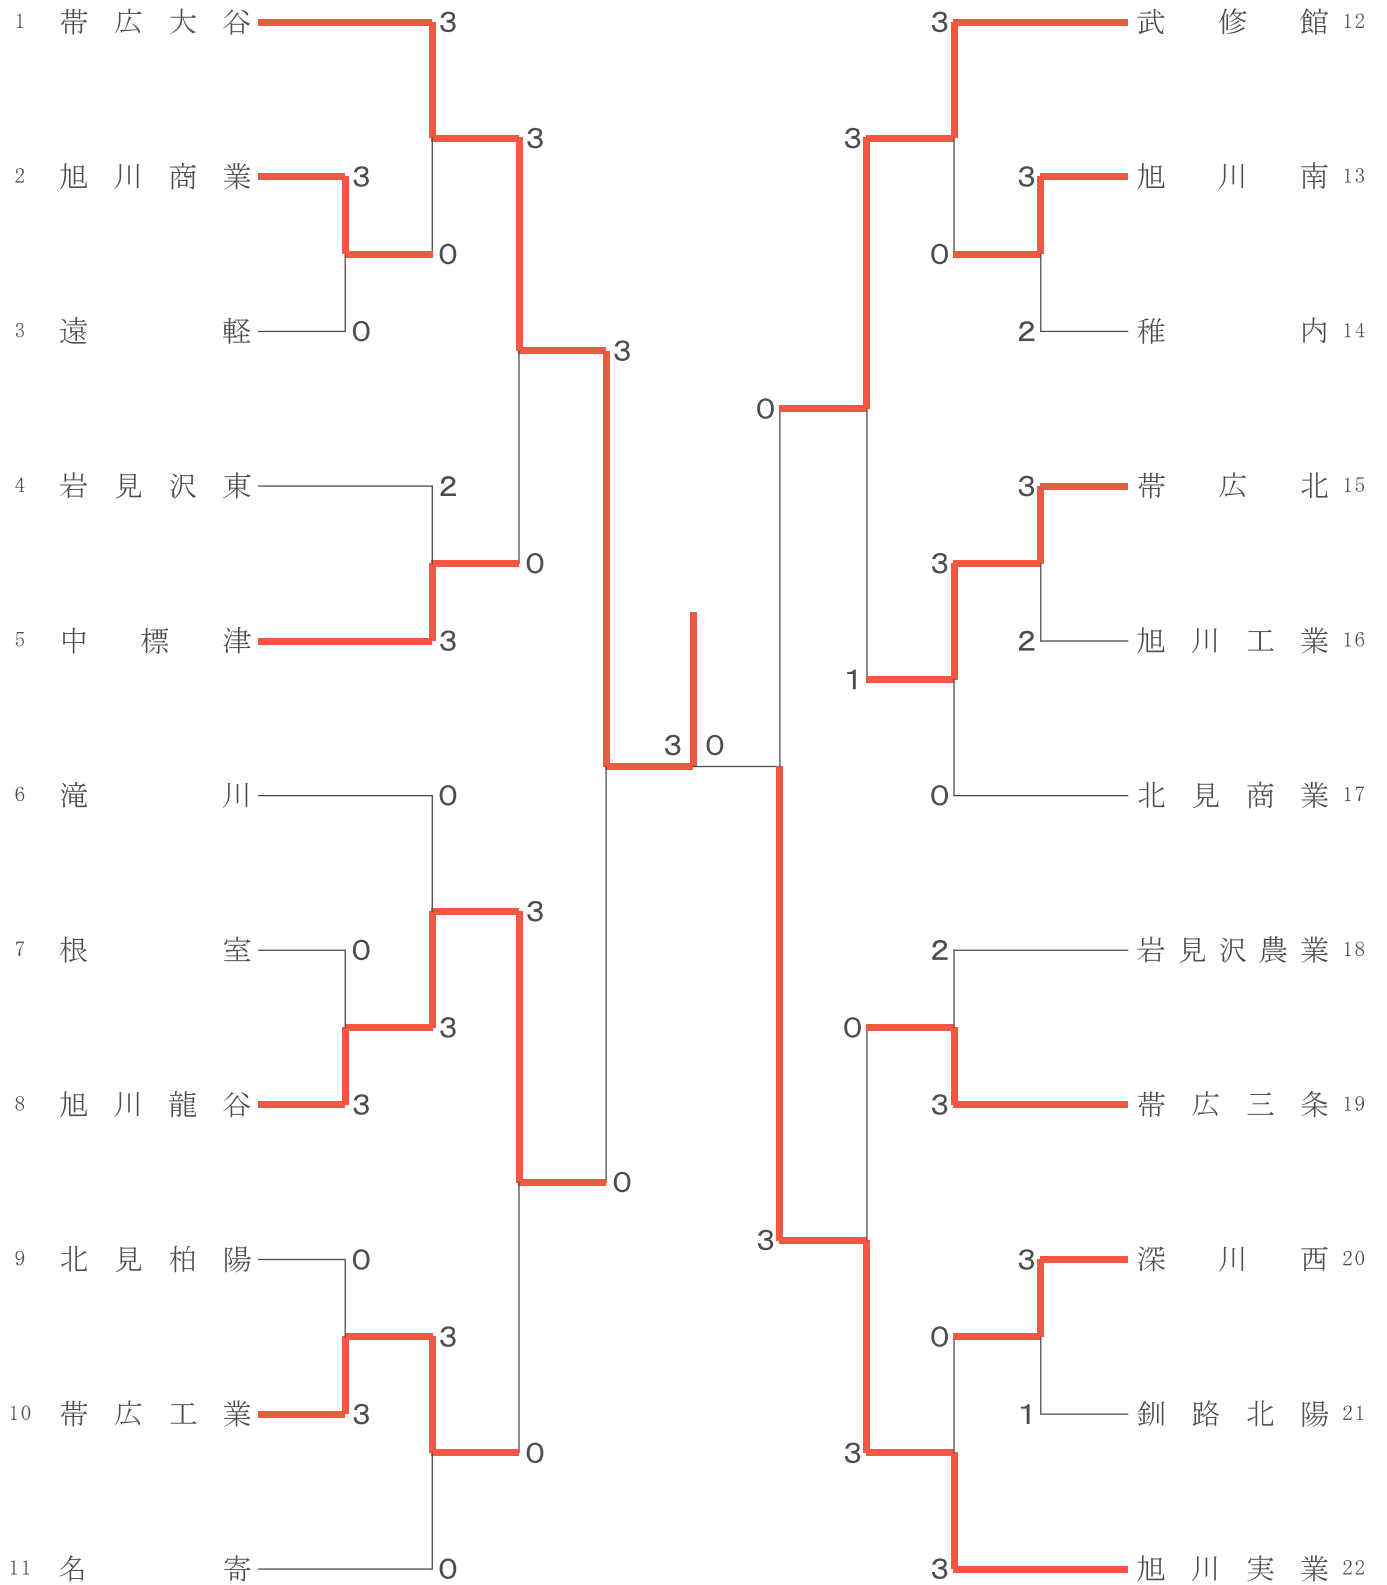 1 帯広大谷 3 3 武修館 12
3 3
2 旭川商業 3 3 旭川南 13
0 0
3 遠軽 0 2 稚内 14
3
0
4 岩見沢東 2 3 帯広北 15
0 3
5 中標津 3 2 旭川工業 16
1
3 0
6 滝川 0 0 北見商業 17
3
7 根室 0 2 岩見沢農業 18
3 0
8 旭川龍谷 3 3 帯広三条 19
0
3
9 北見柏陽 0 3 深川西 20
3 0
10 帯広工業 3 1 釧路北陽 21
0 3
11 名寄 0 3 旭川実業 22